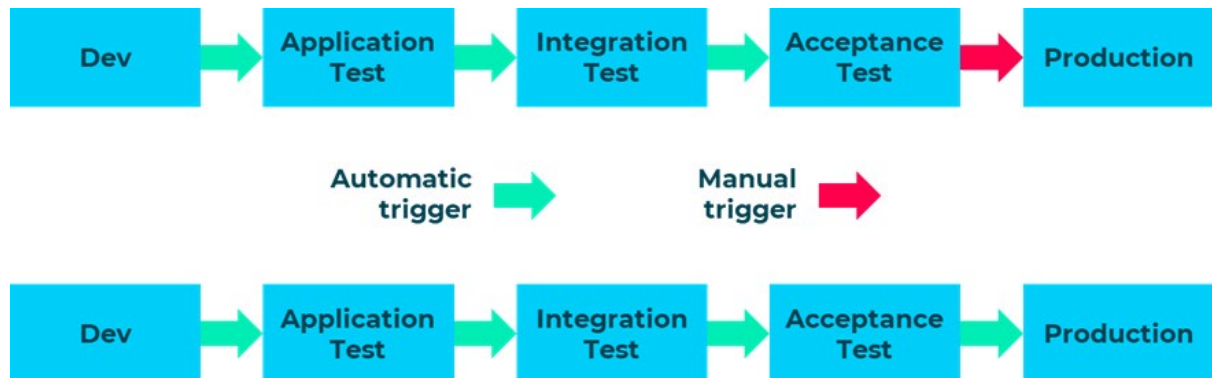 Dev
Application
Test
Integration
Test
Acceptance
Test
Production
Automatic
trigger
Manual
trigger
Dev
Application
Test
Integration
Test
Acceptance
Test
Production